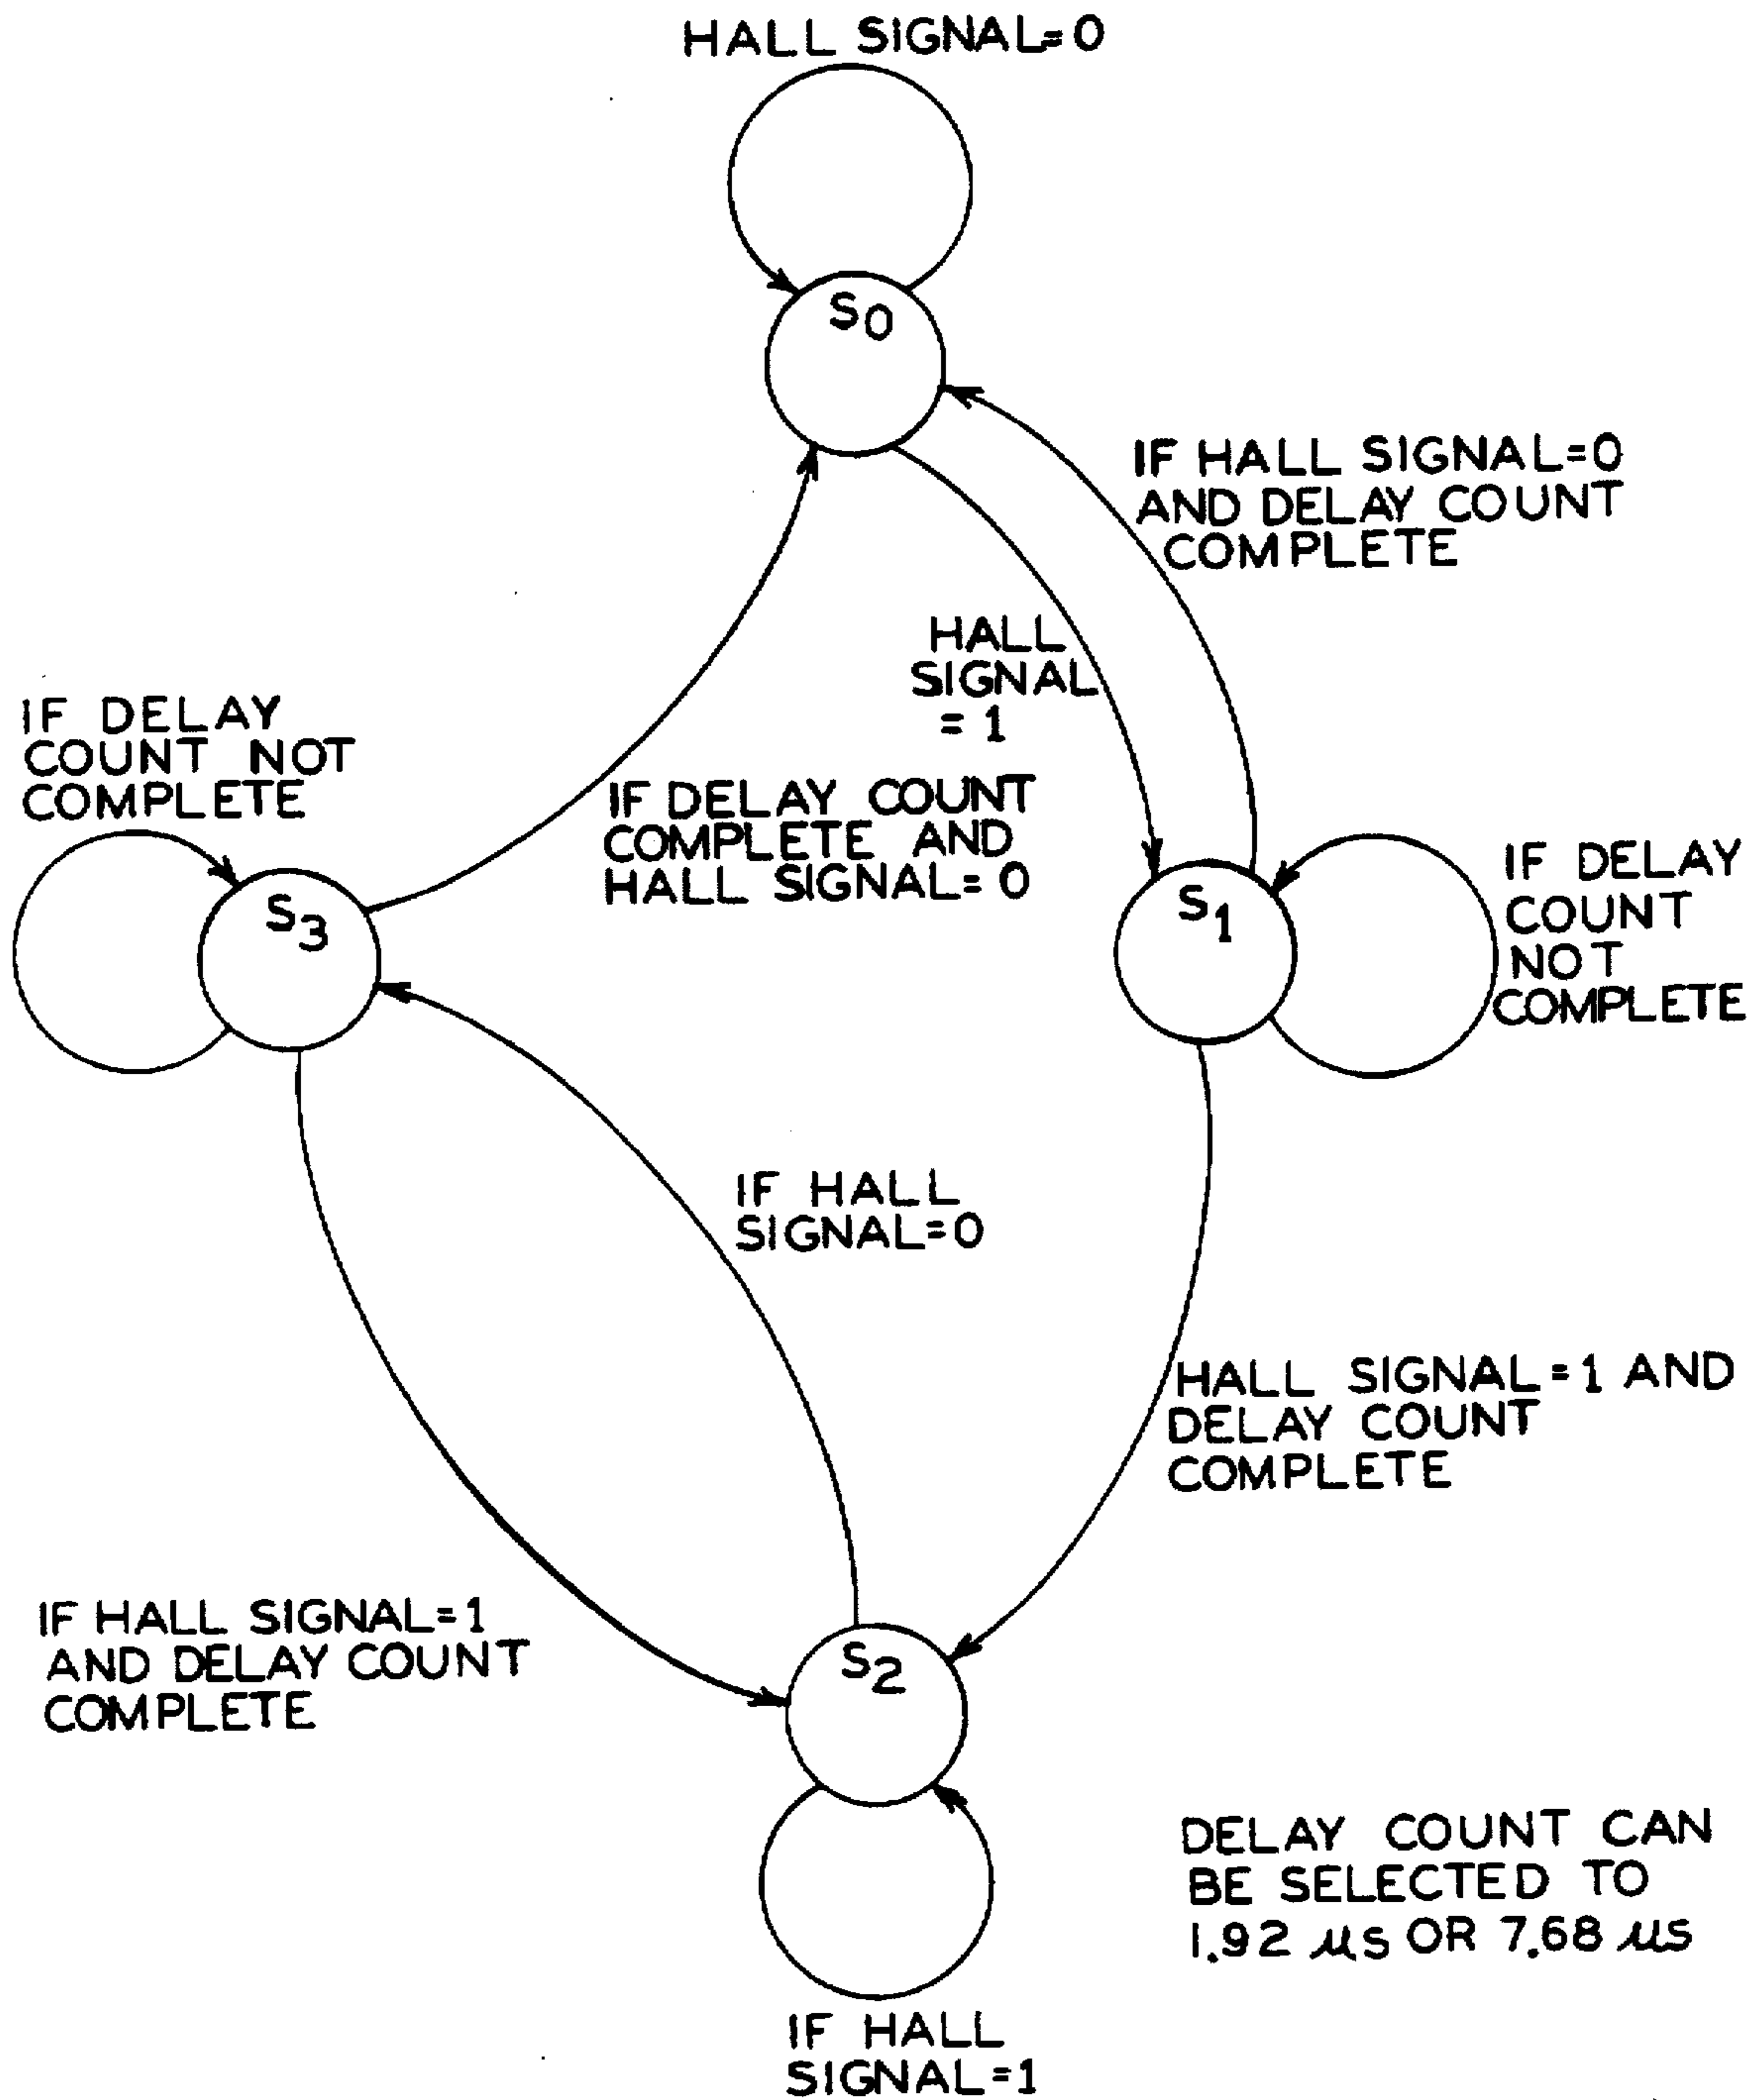 HALL SIGNAL=0
S0
IF HALL SIGNAL=0
AND DELAY COUNT
COMPLETE
HALL
SIGNAL
= 1
IF DELAY
COUNT NOT
COMPLETE
IF DELAY COUNT
COMPLETE AND
HALL SIGNAL=0
S3
S1
IF DELAY
COUNT
NOT
COMPLETE
IF HALL
SIGNAL=0
HALL SIGNAL=1 AND
DELAY COUNT
COMPLETE
IF HALL SIGNAL=1
AND DELAY COUNT
COMPLETE
S2
DELAY COUNT CAN
BE SELECTED TO
1.92 µs OR 7.68 µs
IF HALL
SIGNAL=1